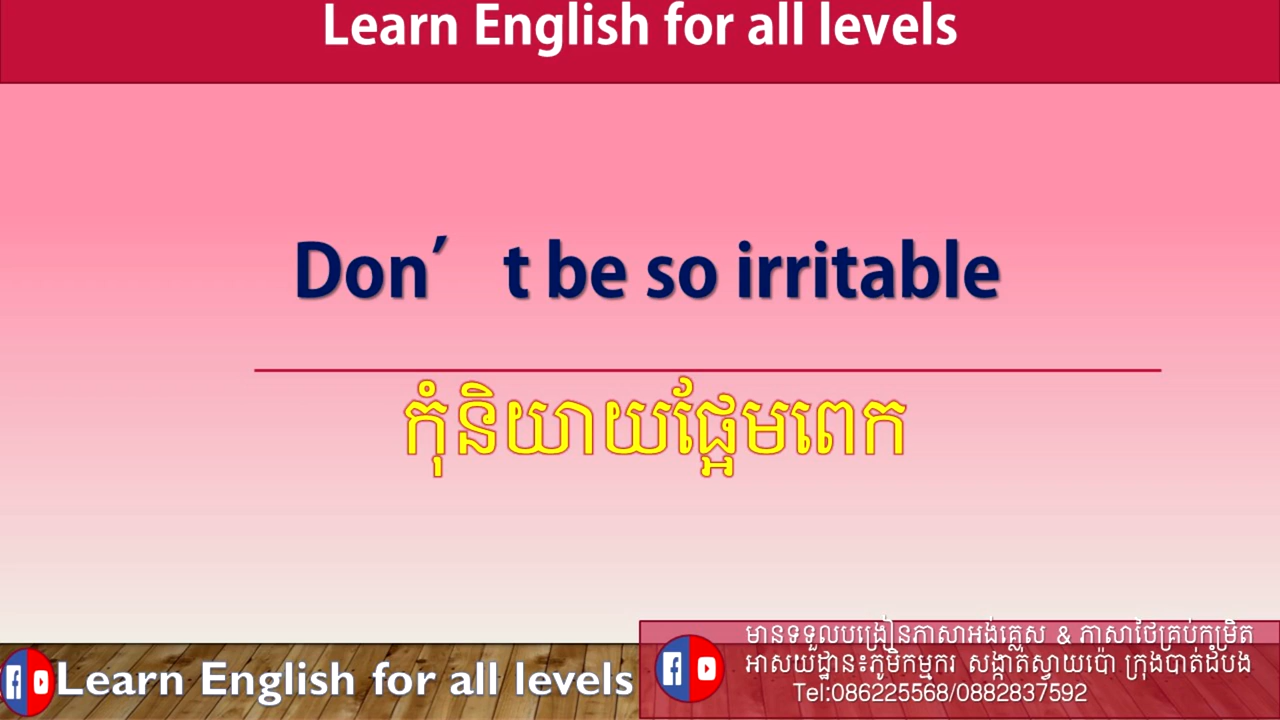 Learn English for all levels
Don′ t be so irritable
កុំនិយាយផ្អែមពេក
Learn English for all levels
មានទទួលបង្រៀនភាសាអង់គ្លេស & ភាសាថៃគ្រប់កម្រិត
អាសយដ្ឋាន៖ភូមិកម្មករ សង្កាត់ស្វាយប៉ោ ក្រុងបាត់ដំបង
Tel:086225568/0882837592